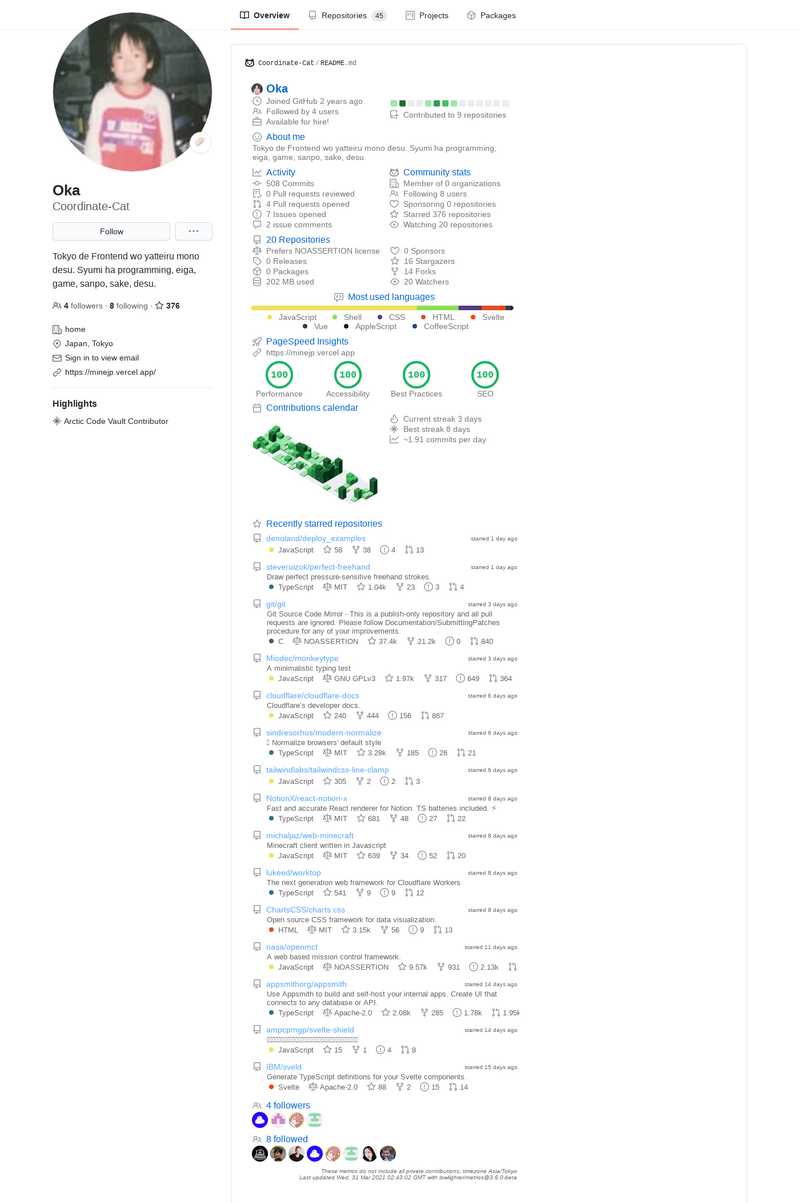 Overview
Repositories 45
Projects
Packages
Oka
Coordinate-Cat
Follow
Tokyo de Frontend wo yatteiru mono
desu. Syumi ha programming, eiga,
game, sanpo, sake, desu.
4 followers · 8 following · 376
home
Japan, Tokyo
Sign in to view email
https://minejp.vercel.app/
Highlights
Arctic Code Vault Contributor
Coordinate-Cat/README.md
Oka
Joined GitHub 2 years ago
Followed by 4 users
Available for hire!
Contributed to 9 repositories
About me
Tokyo de Frontend wo yatteiru mono desu. Syumi ha programming,
eiga, game, sanpo, sake, desu.
Activity
508 Commits
0 Pull requests reviewed
4 Pull requests opened
7 Issues opened
2 issue comments
Community stats
Member of 0 organizations
Following 8 users
Sponsoring 0 repositories
Starred 376 repositories
Watching 20 repositories
20 Repositories
Prefers NOASSERTION license
0 Releases
0 Packages
202 MB used
0 Sponsors
16 Stargazers
14 Forks
20 Watchers
Most used languages
JavaScript Shell CSS HTML Svelte
Vue AppleScript CoffeeScript
PageSpeed Insights
https://minejp.vercel.app
100 100 100 100
Performance Accessibility Best Practices SEO
Contributions calendar
Current streak 3 days
Best streak 8 days
~1.91 commits per day
Recently starred repositories
denoland/deploy_examples starred 1 day ago
JavaScript 58 38 4 13
steveruizok/perfect-freehand starred 1 day ago
Draw perfect pressure-sensitive freehand strokes.
TypeScript MIT 1.04k 23 3 4
git/git starred 3 days ago
Git Source Code Mirror - This is a publish-only repository and all pull
requests are ignored. Please follow Documentation/SubmittingPatches
procedure for any of your improvements.
C NOASSERTION 37.4k 21.2k 0 840
Miodec/monkeytype starred 3 days ago
A minimalistic typing test
JavaScript GNU GPLv3 1.97k 317 649 364
cloudflare/cloudflare-docs starred 6 days ago
Cloudflare's developer docs.
JavaScript 240 444 156 867
sindresorhus/modern-normalize starred 6 days ago
Normalize browsers' default style
TypeScript MIT 3.28k 185 26 21
tailwindlabs/tailwindcss-line-clamp starred 8 days ago
JavaScript 305 2 2 3
NotionX/react-notion-x starred 8 days ago
Fast and accurate React renderer for Notion. TS batteries included. ⚡
TypeScript MIT 681 48 27 22
michaljaz/web-minecraft starred 8 days ago
Minecraft client written in Javascript
JavaScript MIT 639 34 52 20
lukeed/worktop starred 8 days ago
The next generation web framework for Cloudflare Workers
TypeScript 541 9 9 12
ChartsCSS/charts.css starred 8 days ago
Open source CSS framework for data visualization.
HTML MIT 3.15k 56 9 13
nasa/openmct starred 11 days ago
A web based mission control framework.
JavaScript NOASSERTION 9.57k 931 2.13k
appsmithorg/appsmith starred 14 days ago
Use Appsmith to build and self-host your internal apps. Create UI that
connects to any database or API.
TypeScript Apache-2.0 2.08k 285 1.78k 1.95k
ampcpmgp/svelte-shield starred 14 days ago
JavaScript 15 1 4 8
IBM/sveld starred 15 days ago
Generate TypeScript definitions for your Svelte components.
Svelte Apache-2.0 88 2 15 14
4 followers
8 followed
These metrics do not include all private contributions, timezone Asia/Tokyo
Last updated Wed, 31 Mar 2021 02:43:02 GMT with lowlighter/metrics@3.6.0-beta